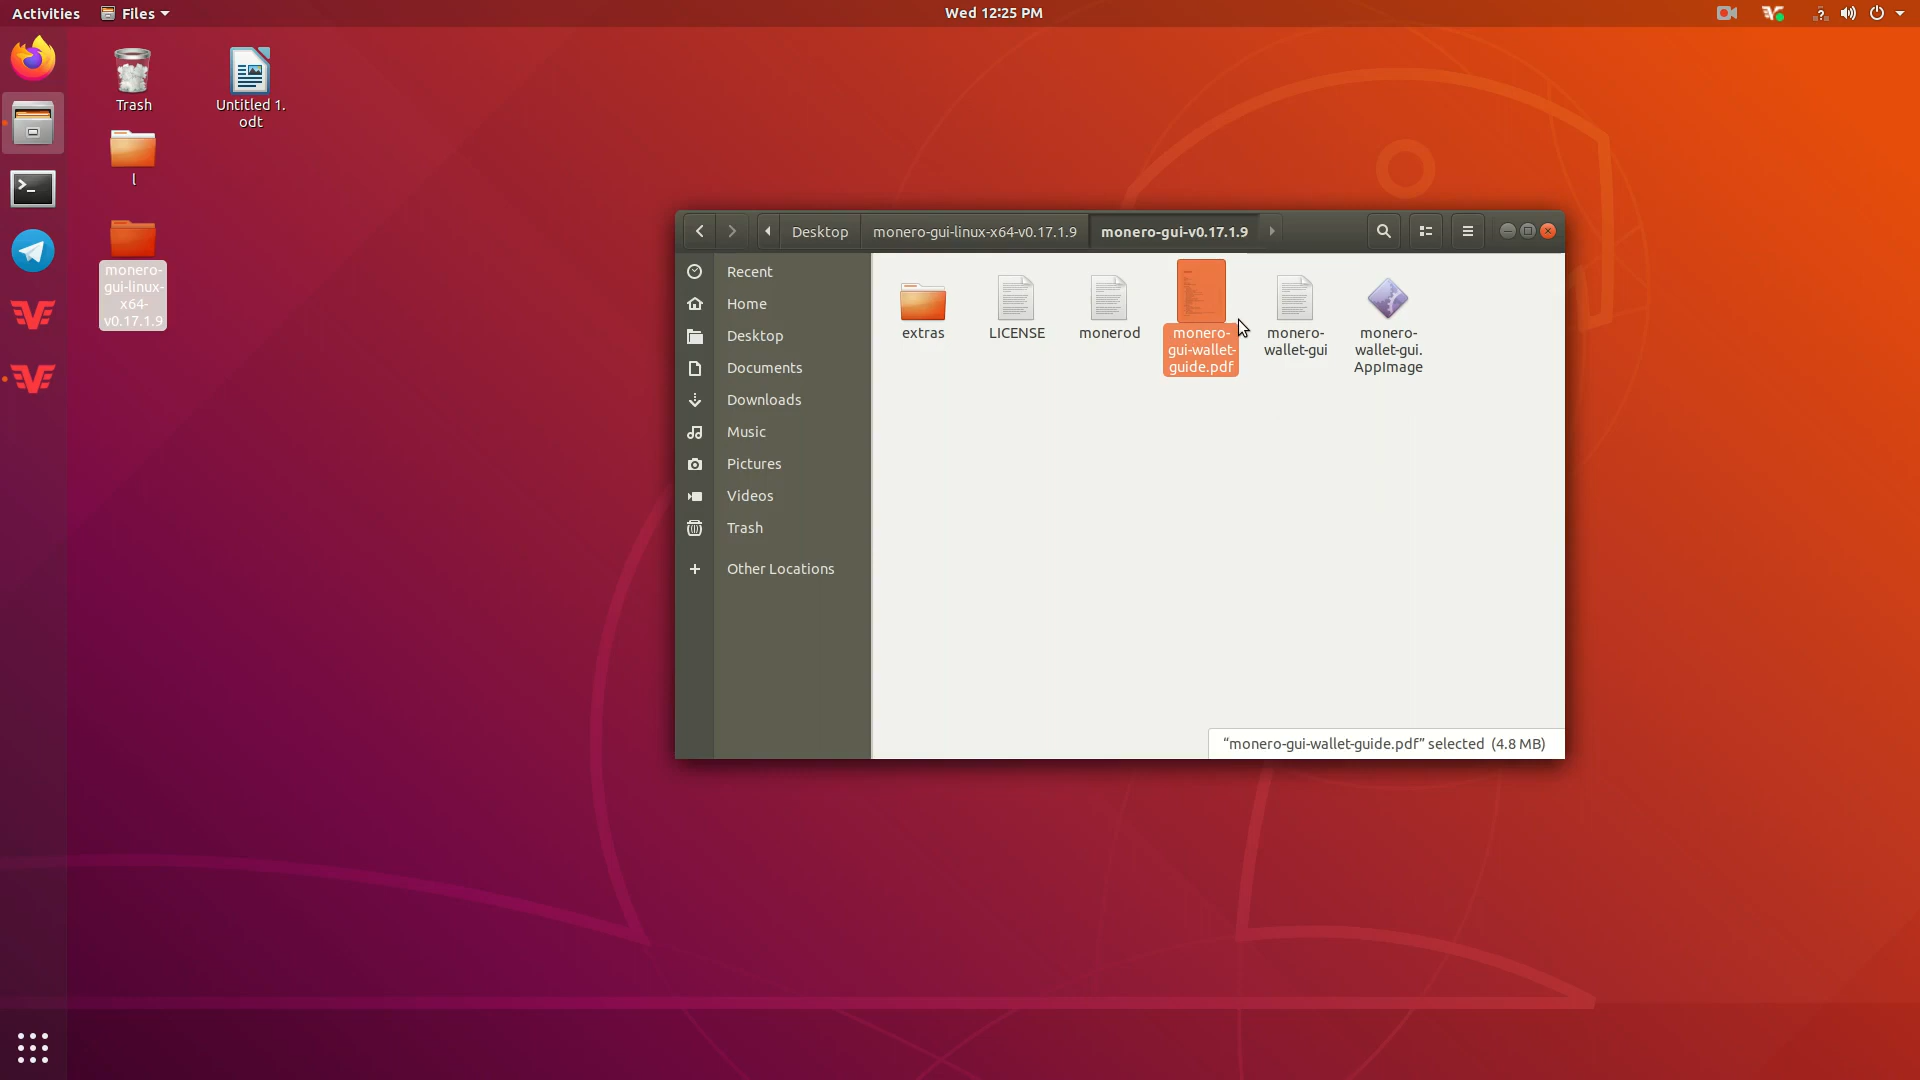 Activities
Files
Wed 12:25 PM
Trash
Untitled 1.
odt
l
monero-
gui-linux-
x64-
v0.17.1.9
Desktop
monero-gui-linux-x64-v0.17.1.9
monero-gui-v0.17.1.9
Recent
Home
Desktop
Documents
Downloads
Music
Pictures
Videos
Trash
Other Locations
extras
LICENSE
monerod
monero-
gui-wallet-
guide.pdf
monero-
wallet-gui
monero-
wallet-gui.
AppImage
“monero-gui-wallet-guide.pdf” selected (4.8 MB)